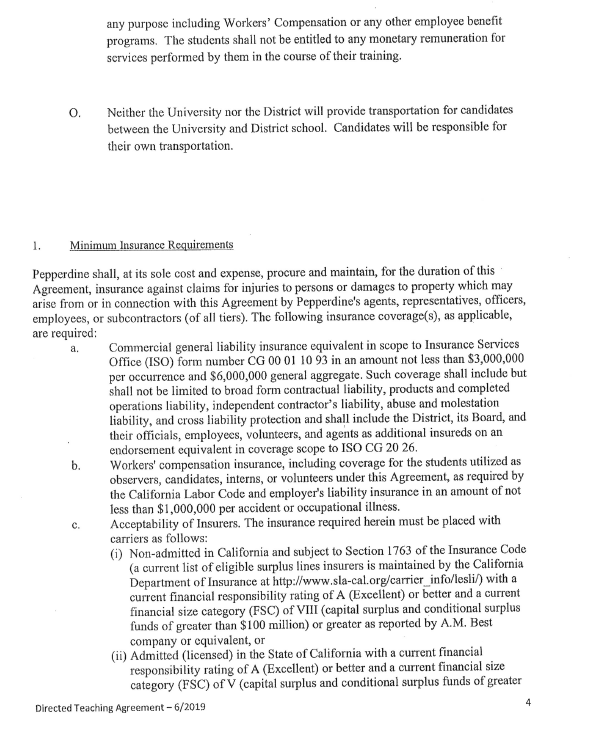 any purpose including Workers' Compensation or any other employee benefit
programs. The students shall not be entitled to any monetary remuneration for
services performed by them in the course of their training.
O. Neither the University nor the District will provide transportation for candidates
between the University and District school. Candidates will be responsible for
their own transportation.
1. Minimum Insurance Requirements
Pepperdine shall, at its sole cost and expense, procure and maintain, for the duration of this
Agreement, insurance against claims for injuries to persons or damages to property which may
arise from or in connection with this Agreement by Pepperdine's agents, representatives, officers,
employees, or subcontractors (of all tiers). The following insurance coverage(s), as applicable,
are required:
a. Commercial general liability insurance equivalent in scope to Insurance Services
Office (ISO) form number CG 00 01 10 93 in an amount not less than $3,000,000
per occurrence and $6,000,000 general aggregate. Such coverage shall include but
shall not be limited to broad form contractual liability, products and completed
operations liability, independent contractor's liability, abuse and molestation
liability, and cross liability protection and shall include the District, its Board, and
their officials, employees, volunteers, and agents as additional insureds on an
endorsement equivalent in coverage scope to ISO CG 20 26.
b. Workers' compensation insurance, including coverage for the students utilized as
observers, candidates, interns, or volunteers under this Agreement, as required by
the California Labor Code and employer's liability insurance in an amount of not
less than $1,000,000 per accident or occupational illness.
c. Acceptability of Insurers. The insurance required herein must be placed with
carriers as follows:
(i) Non-admitted in California and subject to Section 1763 of the Insurance Code
(a current list of eligible surplus lines insurers is maintained by the California
Department of Insurance at http://www.sla-cal.org/carrier_info/lesli/) with a
current financial responsibility rating of A (Excellent) or better and a current
financial size category (FSC) of VIII (capital surplus and conditional surplus
funds of greater than $100 million) or greater as reported by A.M. Best
company or equivalent, or
(ii) Admitted (licensed) in the State of California with a current financial
responsibility rating of A (Excellent) or better and a current financial size
category (FSC) of V (capital surplus and conditional surplus funds of greater
Directed Teaching Agreement – 6/2019 4